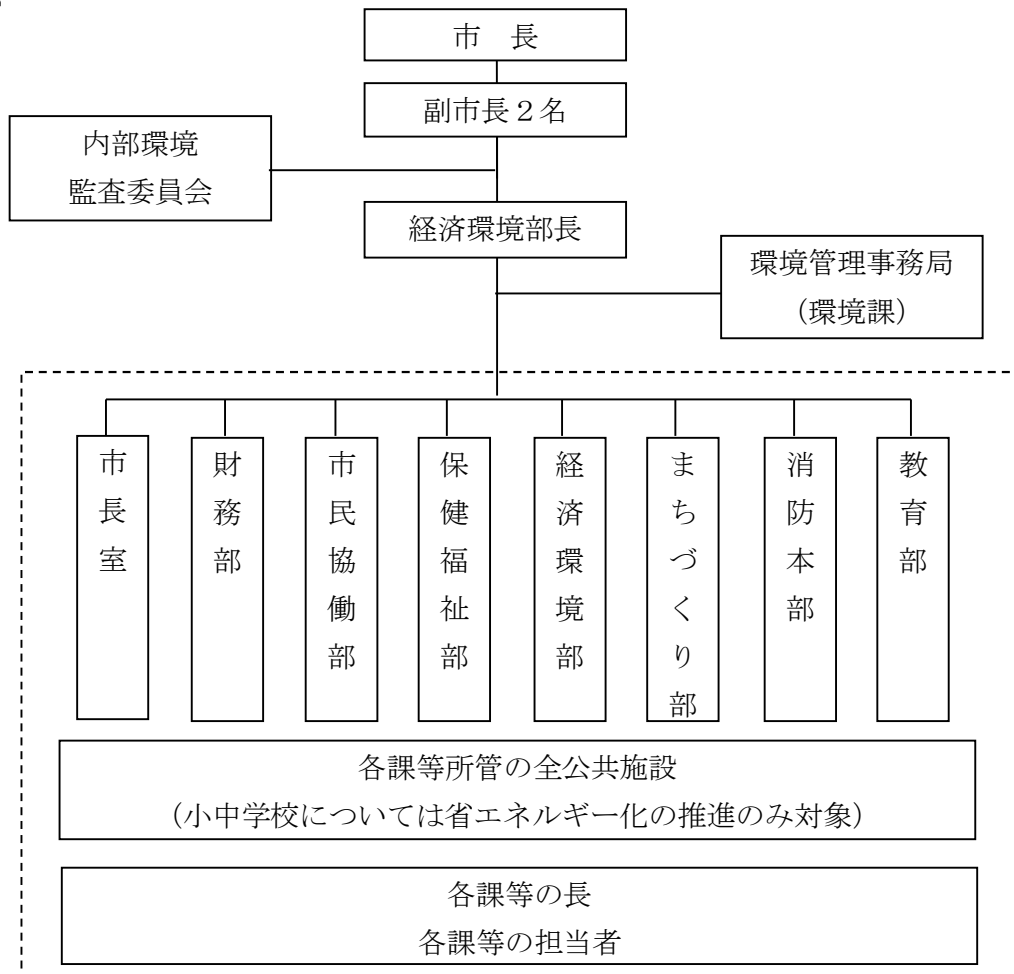 市　長
副市長２名
内部環境
監査委員会
経済環境部長
環境管理事務局
（環境課）
市長室
財務部
市民協働部
保健福祉部
経済環境部
まちづくり部
消防本部
教育部
各課等所管の全公共施設
（小中学校については省エネルギー化の推進のみ対象）
各課等の長
各課等の担当者